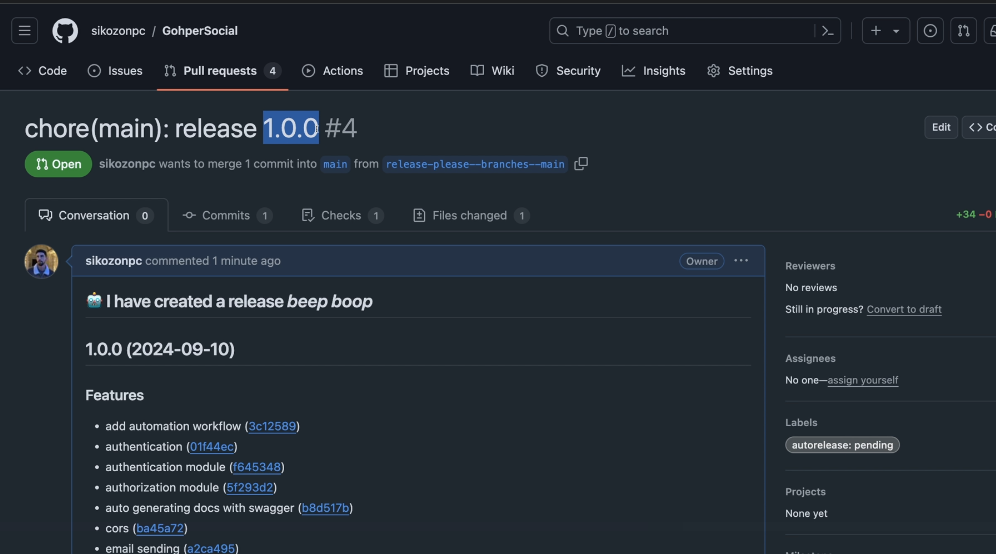 sikozonpc / GohperSocial
Type / to search
Code Issues Pull requests 4 Actions Projects Wiki Security Insights Settings
chore(main): release 1.0.0 #4
Edit <> Co
Open sikozonpc wants to merge 1 commit into main from release-please--branches--main
Conversation 0 Commits 1 Checks 1 Files changed 1
+34 −0
sikozonpc commented 1 minute ago Owner
I have created a release beep boop
1.0.0 (2024-09-10)
Features
• add automation workflow (3c12589)
• authentication (01f44ec)
• authentication module (f645348)
• authorization module (5f293d2)
• auto generating docs with swagger (b8d517b)
• cors (ba45a72)
• email sending (a2ca495)
Reviewers
No reviews
Still in progress? Convert to draft
Assignees
No one—assign yourself
Labels
autorelease: pending
Projects
None yet